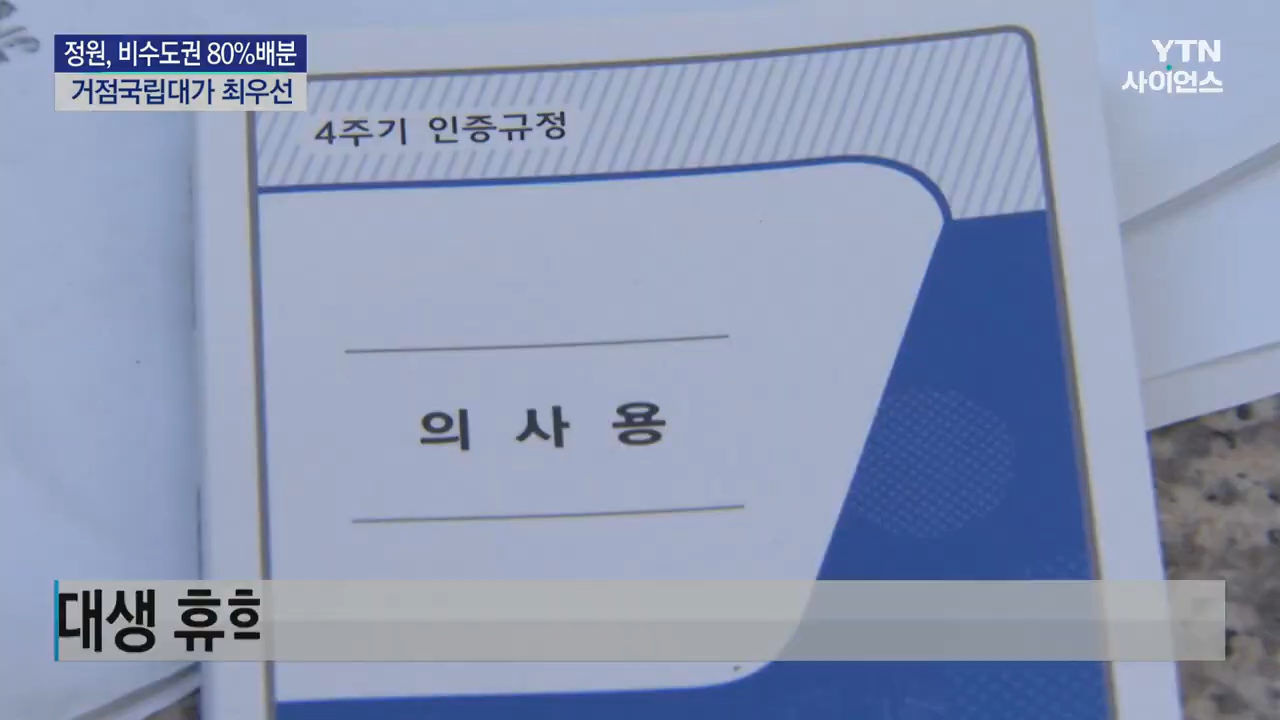 정원, 비수도권 80%배분
거점국립대가 최우선
YTN
사이언스
4주기 인증규정
의 사 용
대생